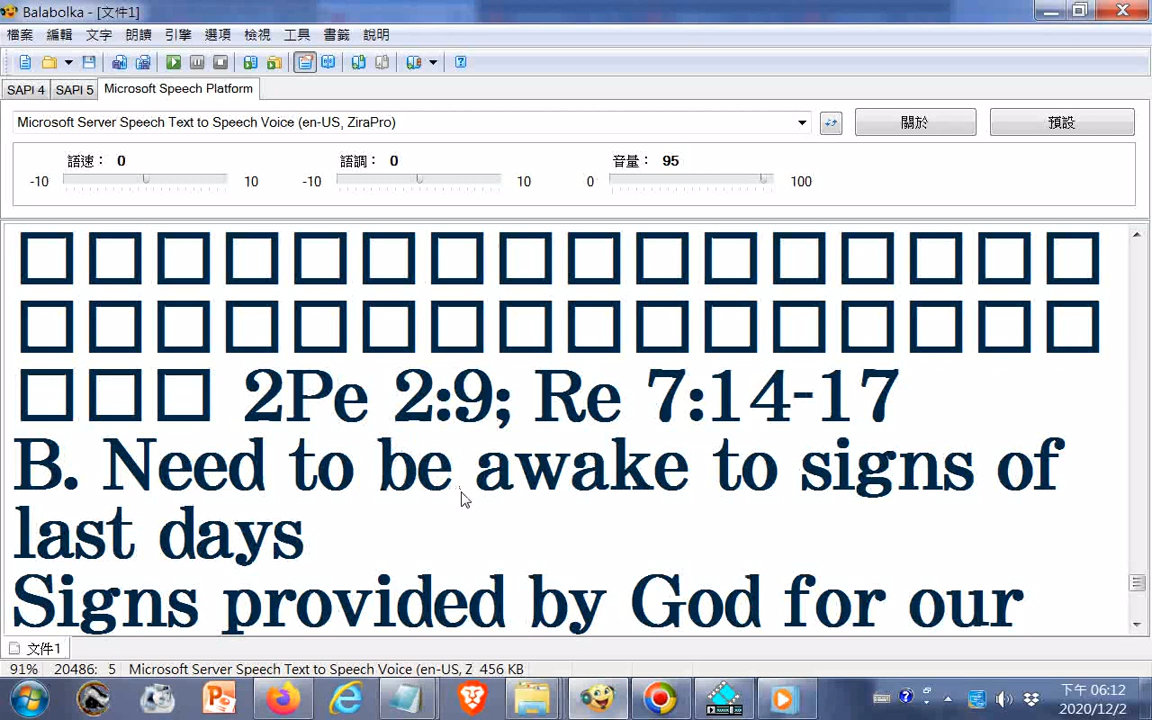 Balabolka - [文件1]
檔案 編輯 文字 朗讀 引擎 選項 檢視 工具 書籤 說明
SAPI 4 SAPI 5 Microsoft Speech Platform
Microsoft Server Speech Text to Speech Voice (en-US, ZiraPro) 關於 預設
語速： 0 語調： 0 音量： 95
-10 10 -10 10 0 100
□□□□□□□□□□□□□□□□
□□□□□□□□□□□□□□□□
□□□ 2Pe 2:9; Re 7:14-17
B. Need to be awake to signs of
last days
Signs provided by God for our
文件1
91% 20486: 5 Microsoft Server Speech Text to Speech Voice (en-US, Z 456 KB
下午 06:12
2020/12/2